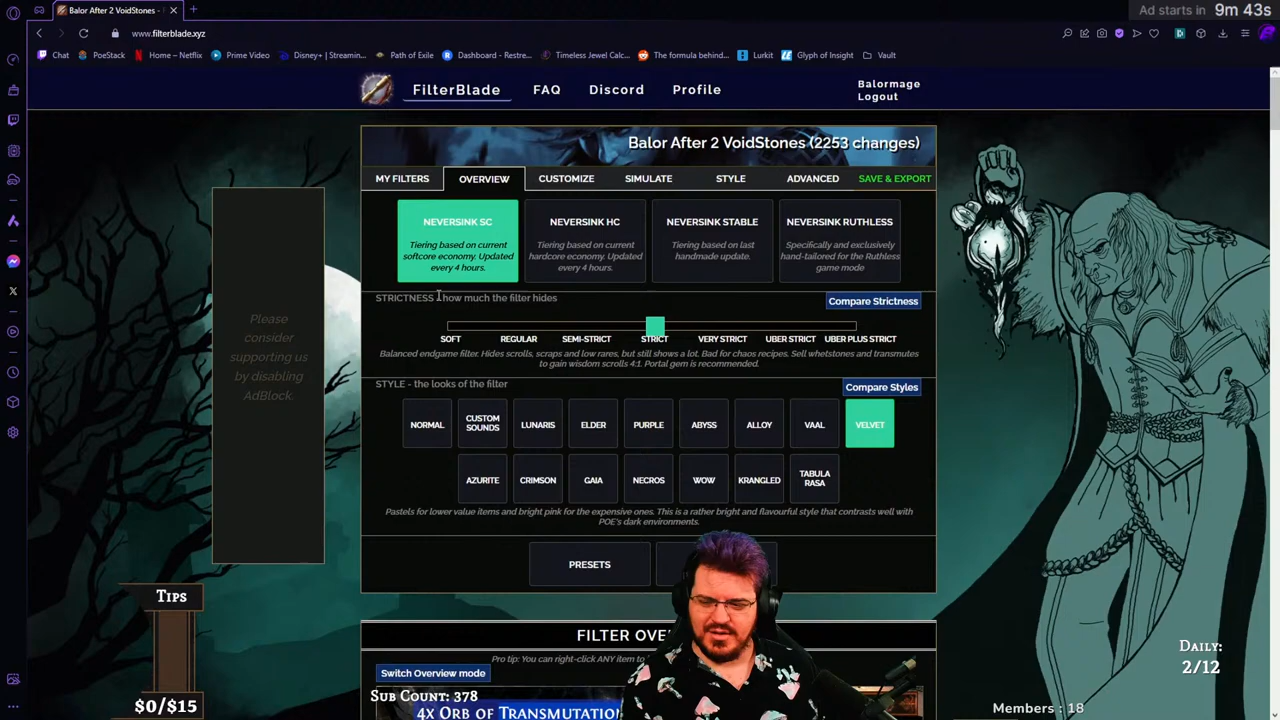 Ad starts in 9m 43s
Balor After 2 VoidStones -
www.filterblade.xyz
Chat
PoeStack
Home – Netflix
Prime Video
Disney+ | Streamin...
Path of Exile
Dashboard - Restre...
Timeless Jewel Calc...
The formula behind...
Lurkit
Glyph of Insight
Vault
FilterBlade
FAQ
Discord
Profile
Balormage
Logout
Balor After 2 VoidStones (2253 changes)
MY FILTERS
OVERVIEW
CUSTOMIZE
SIMULATE
STYLE
ADVANCED
SAVE & EXPORT
NEVERSINK SC
Tiering based on current
softcore economy. Updated
every 4 hours.
NEVERSINK HC
Tiering based on current
hardcore economy. Updated
every 4 hours.
NEVERSINK STABLE
Tiering based on last
handmade update.
NEVERSINK RUTHLESS
Specifically and exclusively
hand-tailored for the Ruthless
game mode
STRICTNESS - how much the filter hides
Compare Strictness
SOFT
REGULAR
SEMI-STRICT
STRICT
VERY STRICT
UBER STRICT
UBER PLUS STRICT
Balanced endgame filter. Hides scrolls, scraps and low rares, but still shows a lot. Bad for chaos recipes. Sell whetstones and transmutes
to gain wisdom scrolls 4:1. Portal gem is recommended.
STYLE - the looks of the filter
Compare Styles
NORMAL
CUSTOM
SOUNDS
LUNARIS
ELDER
PURPLE
ABYSS
ALLOY
VAAL
VELVET
AZURITE
CRIMSON
GAIA
NECROS
WOW
KRANGLED
TABULA
RASA
Pastels for lower value items and bright pink for the expensive ones. This is a rather bright and flavourful style that contrasts well with
POE's dark environments.
PRESETS
Please
consider
supporting us
by disabling
AdBlock.
FILTER OVE
Pro tip: You can right-click ANY item to
Switch Overview mode
Sub Count: 378
4x Orb of Transmutatio
Tips
$0/$15
Daily:
2/12
Members : 18